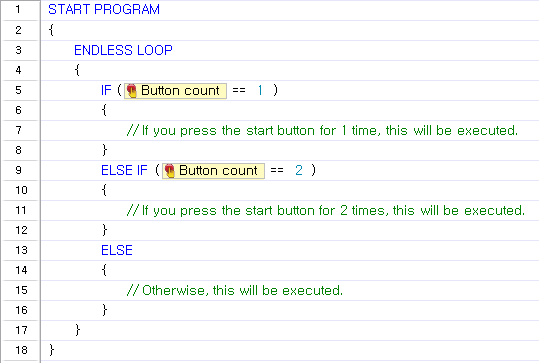 1 START PROGRAM
2 {
3 ENDLESS LOOP
4 {
5 IF ( Button count == 1 )
6 {
7 // If you press the start button for 1 time, this will be executed.
8 }
9 ELSE IF ( Button count == 2 )
10 {
11 // If you press the start button for 2 times, this will be executed.
12 }
13 ELSE
14 {
15 // Otherwise, this will be executed.
16 }
17 }
18 }